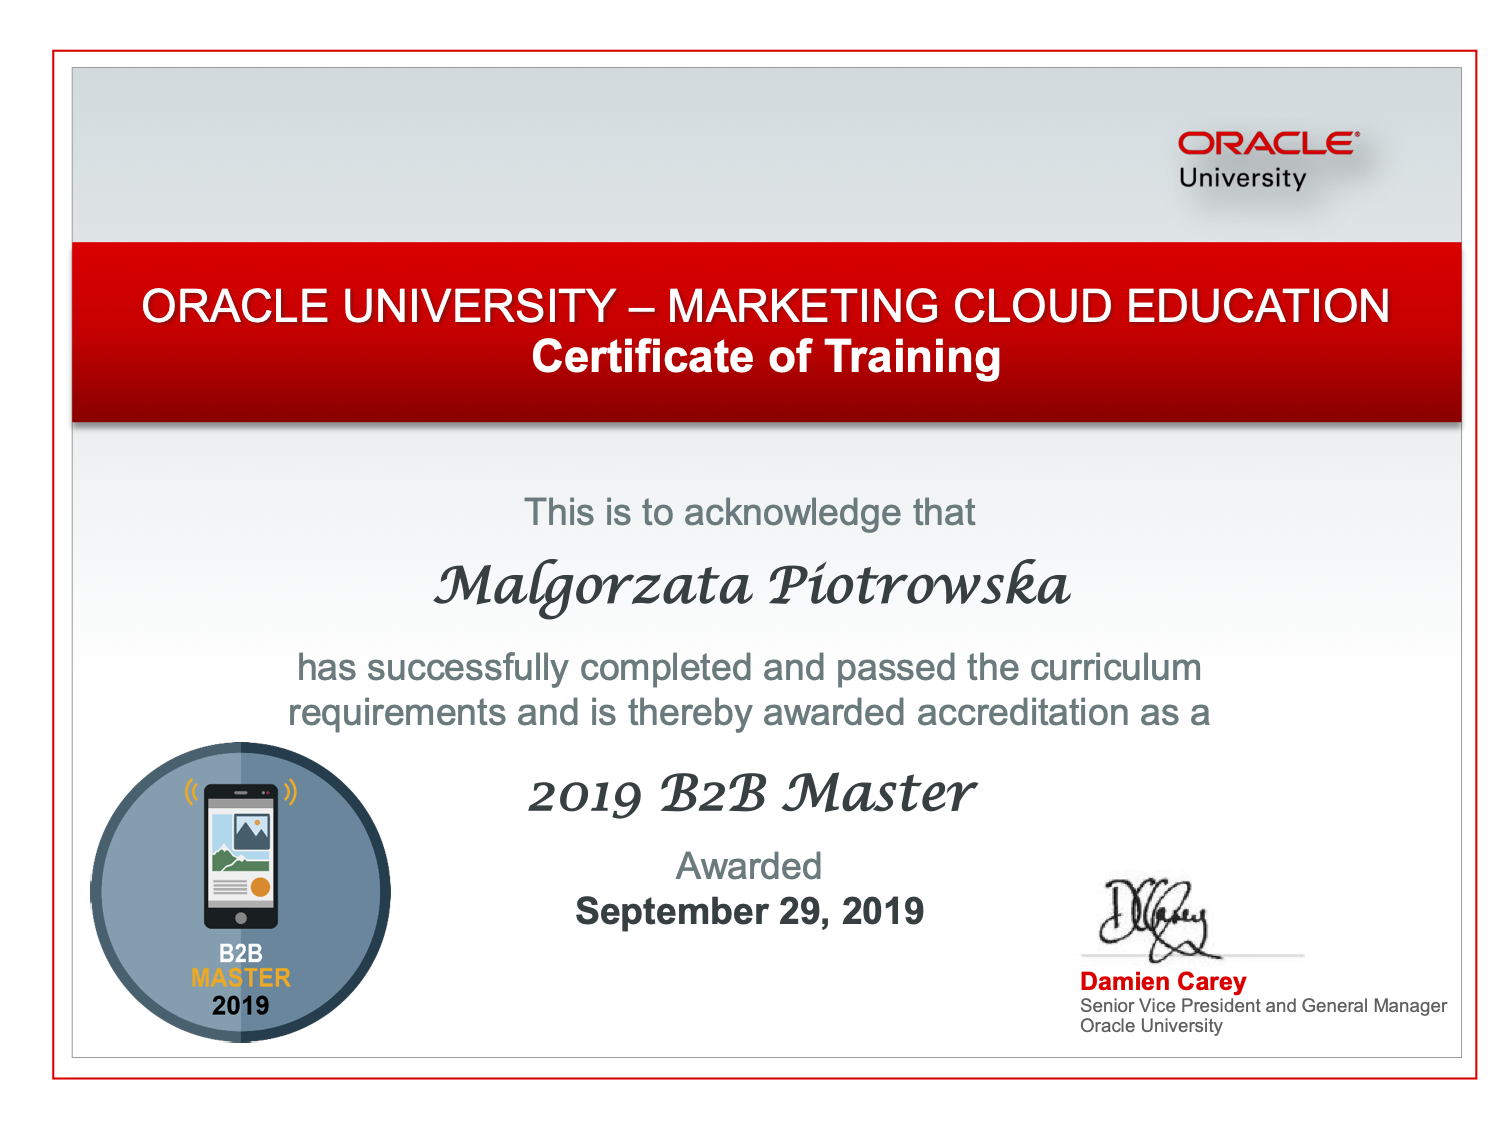 ORACLE®
University
ORACLE UNIVERSITY – MARKETING CLOUD EDUCATION
Certificate of Training
This is to acknowledge that
Malgorzata Piotrowska
has successfully completed and passed the curriculum
requirements and is thereby awarded accreditation as a
2019 B2B Master
Awarded
September 29, 2019
B2B
MASTER
2019
DCarey
Damien Carey
Senior Vice President and General Manager
Oracle University